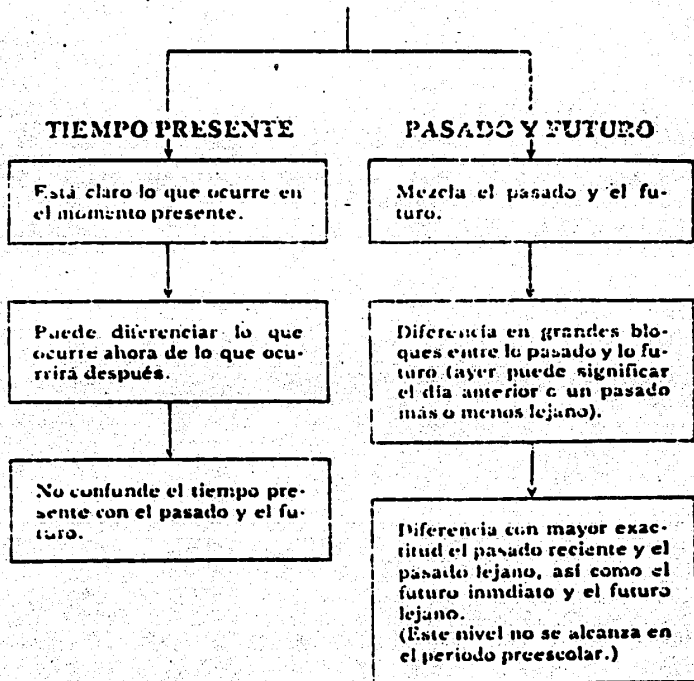 TIEMPO PRESENTE
Está claro lo que ocurre en
el momento presente.
Puede diferenciar lo que
ocurre ahora de lo que ocu-
rrirá después.
No confunde el tiempo pre-
sente con el pasado y el fu-
turo.
PASADO Y FUTURO
Mezcla el pasado y el fu-
turo.
Diferencia en grandes blo-
ques entre lo pasado y lo fu-
turo (ayer puede significar
el día anterior o un pasado
más o menos lejano).
Diferencia con mayor exac-
titud el pasado reciente y el
pasado lejano, así como el
futuro inmdiato y el futuro
lejano.
(Este nivel no se alcanza en
el periodo preescolar.)